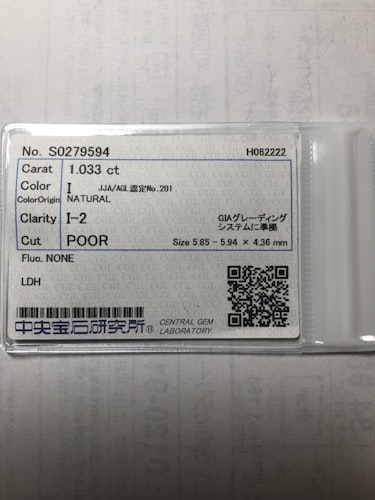 No. S0279594 H062222
Carat 1.033 ct
Color I JJA/AGL認定No.201
ColorOrigin NATURAL
Clarity I-2 GIAグレーディング
システムに準拠
Cut POOR Size 5.85 - 5.94 × 4.36 mm
Fluo. NONE
LDH
中央宝石研究所® CENTRAL GEM
LABORATORY